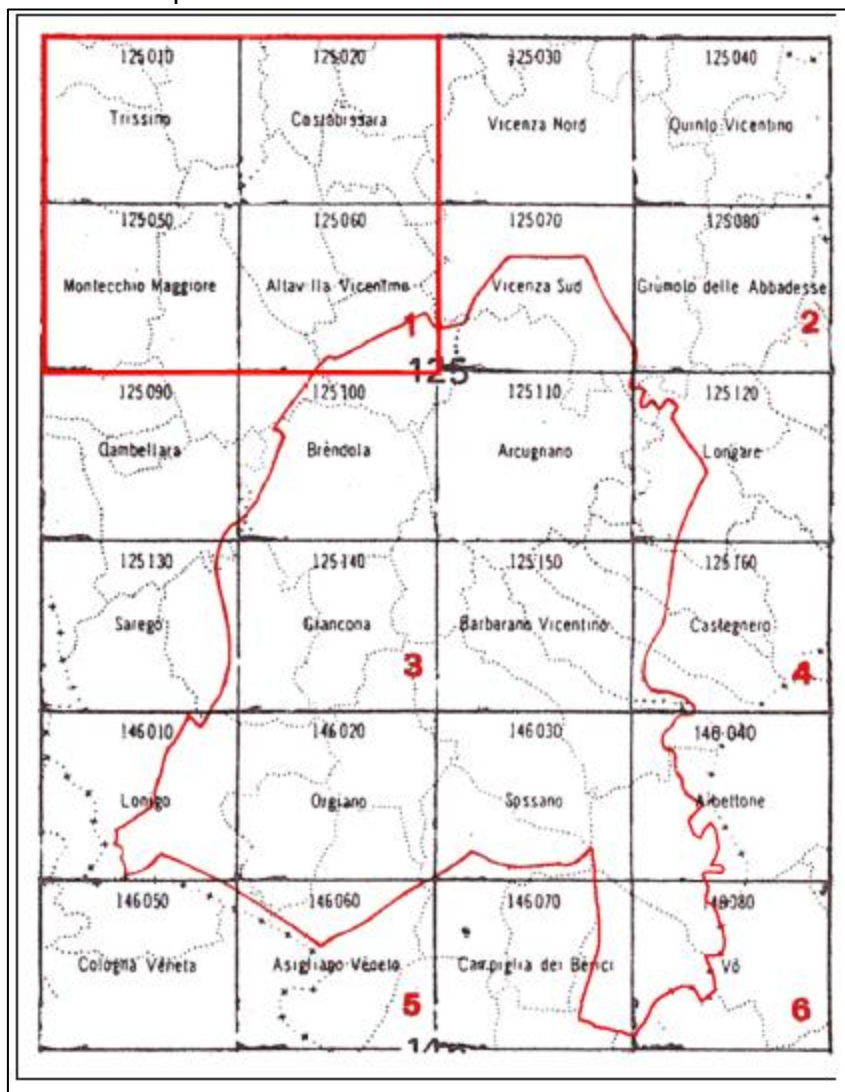 125010 125020 125030 125040
Trissino Costabissara Vicenza Nord Quinto Vicentino
125050 125060 125070 125080
Montecchio Maggiore Altavilla Vicentino Vicenza Sud Grumolo delle Abbadesse
1 2
125
125090 125100 125110 125120
Gambellara Brendola Arcugnano Longare
125130 125140 125150 125160
Sarego Grancona Barbarano Vicentino Castegnero
3 4
146010 146020 146030 146040
Lonigo Orgiano Sossano Albettone
146050 146060 146070 146080
Cologna Veneta Asigliano Veneto Campiglia dei Berici Vò
5 6